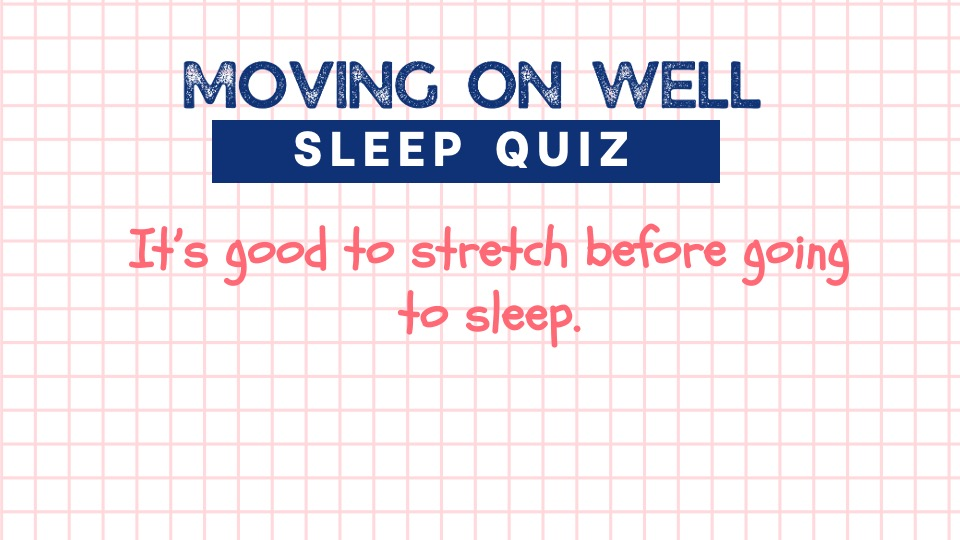 MOVING ON WELL
SLEEP QUIZ
It's good to stretch before going
to sleep.